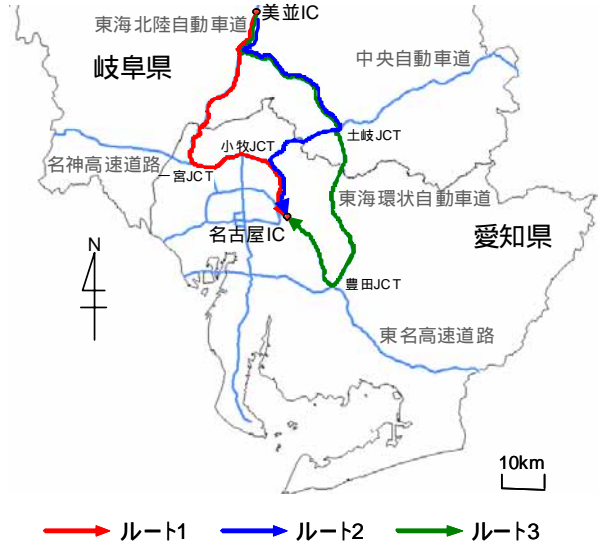 東海北陸自動車道
美並IC
岐阜県
中央自動車道
小牧JCT
土岐JCT
名神高速道路
一宮JCT
東海環状自動車道
名古屋IC
愛知県
N
豊田JCT
東名高速道路
10km
ルート1
ルート2
ルート3